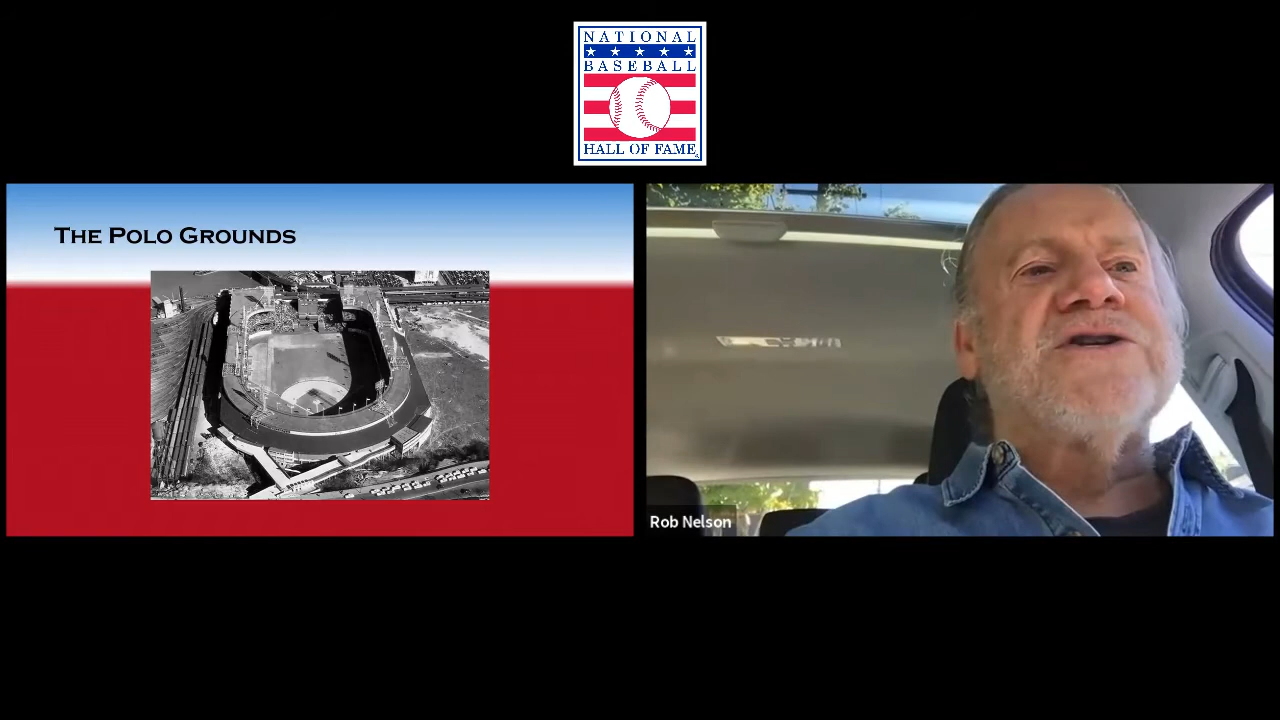 NATIONAL
BASEBALL
HALL OF FAME
THE POLO GROUNDS
Rob Nelson